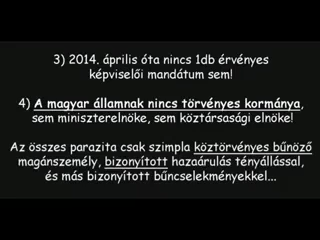 3) 2014. április óta nincs 1db érvényes
képviselői mandátum sem!
4) A magyar államnak nincs törvényes kormánya,
sem miniszterelnöke, sem köztársasági elnöke!
Az összes parazita csak szimpla köztörvényes bűnöző
magánszemély, bizonyított hazaárulás tényállással,
és más bizonyított bűncselekményekkel...